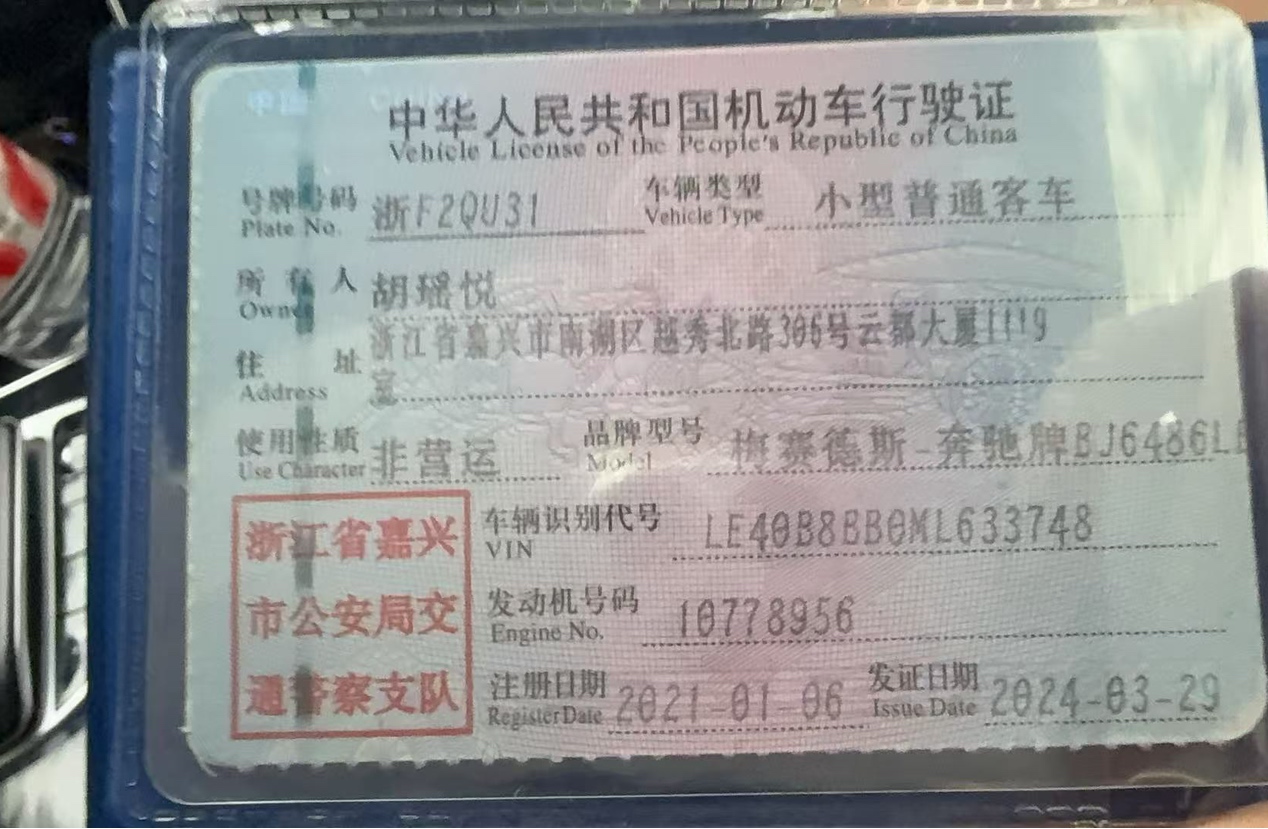 中华人民共和国机动车行驶证
Vehicle License of the People's Republic of China
号牌号码 浙F2QU31 车辆类型 小型普通客车
Plate No. Vehicle Type
所有人 胡瑶悦
Owner
浙江省嘉兴市南湖区越秀北路306号云都大厦1119
住址 室
Address
使用性质 非营运 品牌型号 梅赛德斯-奔驰牌BJ6486L
Use Character Model
浙江省嘉兴 车辆识别代号 LE40B8BB0ML633748
VIN
市公安局交 发动机号码 10778956
Engine No.
通警察支队 注册日期 2021-01-06 发证日期 2024-03-29
Register Date Issue Date